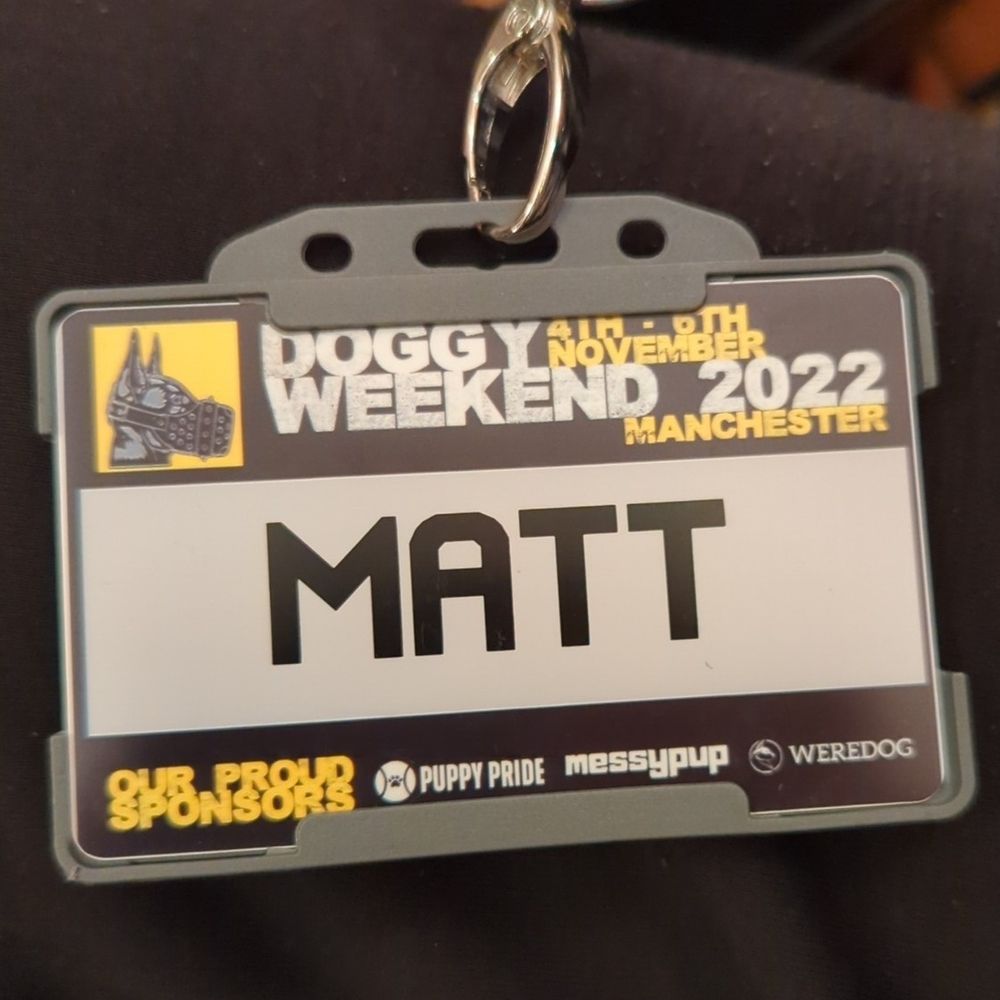 DOGGY 4TH - 6TH
NOVEMBER
WEEKEND 2022
MANCHESTER
MATT
OUR PROUD
SPONSORS
PUPPY PRIDE
messypup
WEREDOG